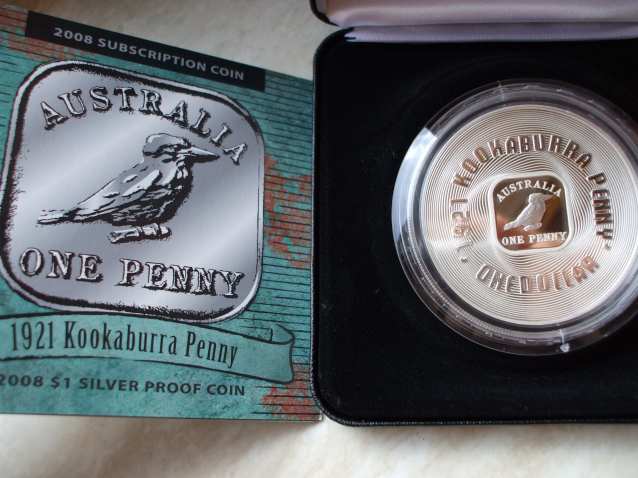 2008 SUBSCRIPTION COIN
AUSTRALIA
ONE PENNY
1921 Kookaburra Penny
2008 $1 SILVER PROOF COIN
1921 KOOKABURRA PENNY
AUSTRALIA
ONE PENNY
ONE DOLLAR